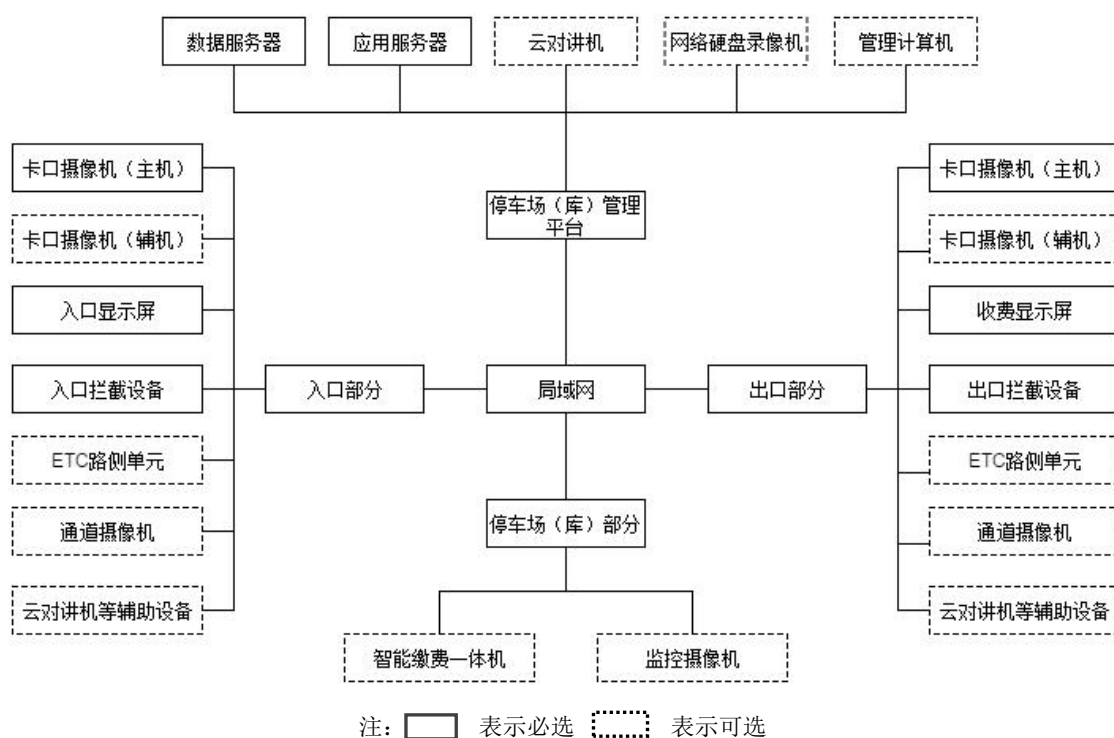 数据服务器
应用服务器
云对讲机
网络硬盘录像机
管理计算机
卡口摄像机（主机）
卡口摄像机（辅机）
入口显示屏
入口拦截设备
ETC路侧单元
通道摄像机
云对讲机等辅助设备
入口部分
停车场（库）管理
平台
局域网
停车场（库）部分
智能缴费一体机
监控摄像机
出口部分
卡口摄像机（主机）
卡口摄像机（辅机）
收费显示屏
出口拦截设备
ETC路侧单元
通道摄像机
云对讲机等辅助设备
注： 表示必选 表示可选